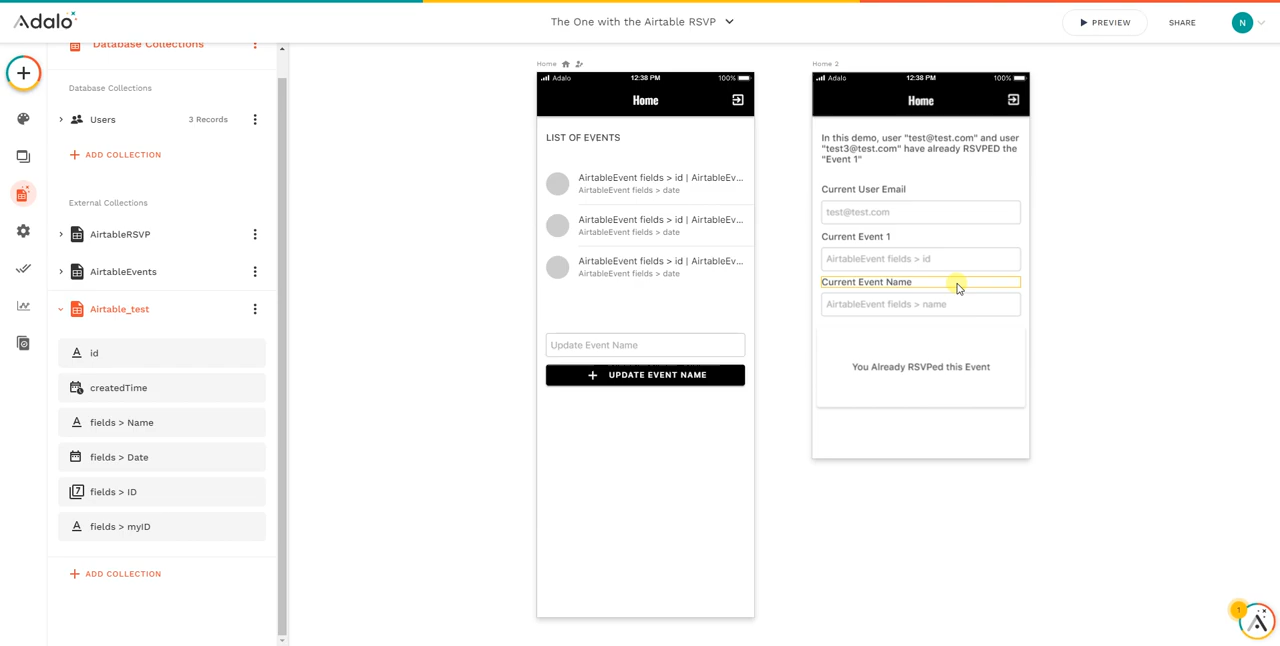 Adalo
The One with the Airtable RSVP
PREVIEW
SHARE
N
Database Collections
Database Collections
Users
3 Records
ADD COLLECTION
External Collections
AirtableRSVP
AirtableEvents
Airtable_test
id
createdTime
fields > Name
fields > Date
7
fields > ID
fields > myID
ADD COLLECTION
Home
Adalo
12:38 PM
100%
Home
LIST OF EVENTS
AirtableEvent fields > id | AirtableEv...
AirtableEvent fields > date
AirtableEvent fields > id | AirtableEv...
AirtableEvent fields > date
AirtableEvent fields > id | AirtableEv...
AirtableEvent fields > date
Update Event Name
UPDATE EVENT NAME
Home 2
Adalo
12:38 PM
100%
Home
In this demo, user "test@test.com" and user
"test3@test.com" have already RSVPED the
"Event 1"
Current User Email
test@test.com
Current Event 1
AirtableEvent fields > id
Current Event Name
AirtableEvent fields > name
You Already RSVPed this Event
1